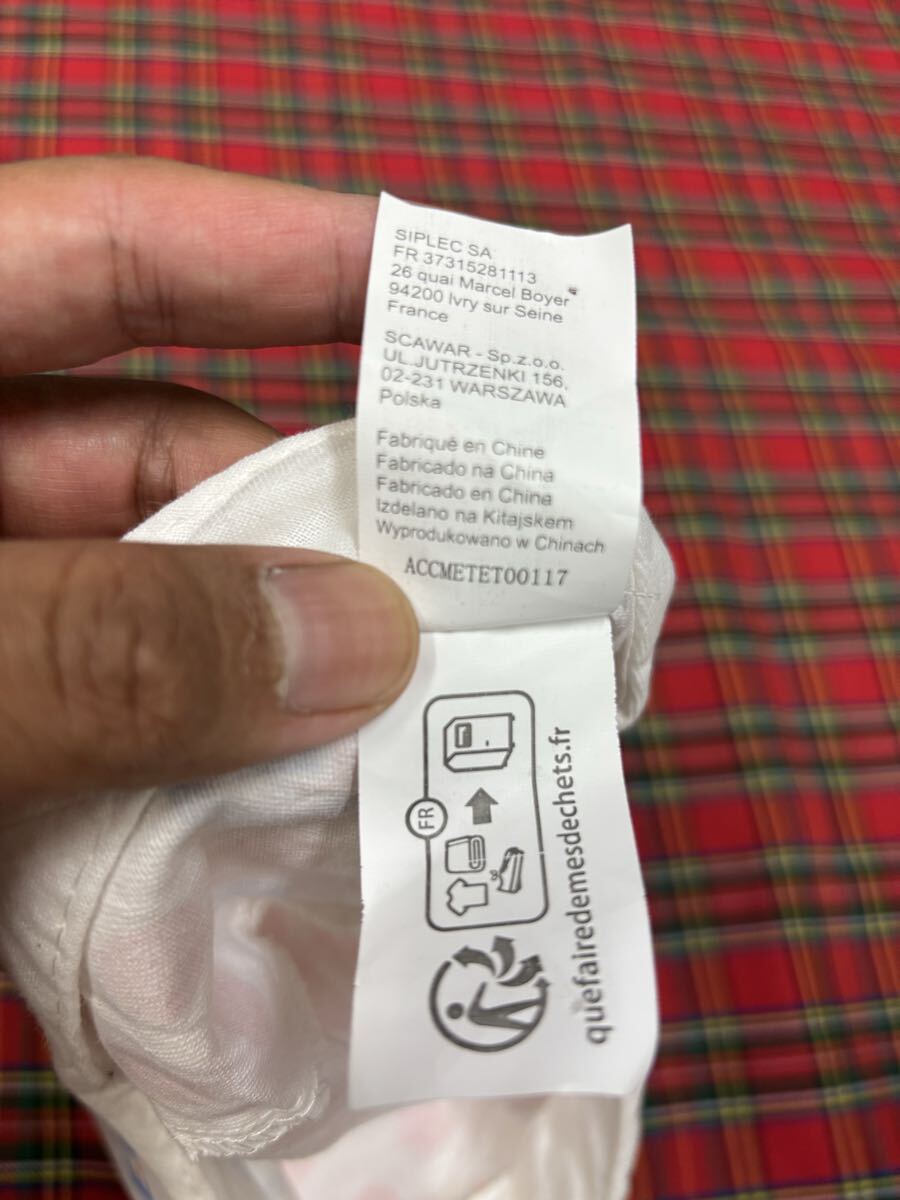 SIPLEC SA
FR 37315281113
26 quai Marcel Boyer
94200 Ivry sur Seine
France
SCAWAR - Sp.z.o.o.
UL.JUTRZENKI 156,
02-231 WARSZAWA
Polska
Fabriqué en Chine
Fabricado na China
Fabricado en China
Izdelano na Kitajskem
Wyprodukowano w Chinach
ACCMETET00117
FR
quefairedemesdechets.fr